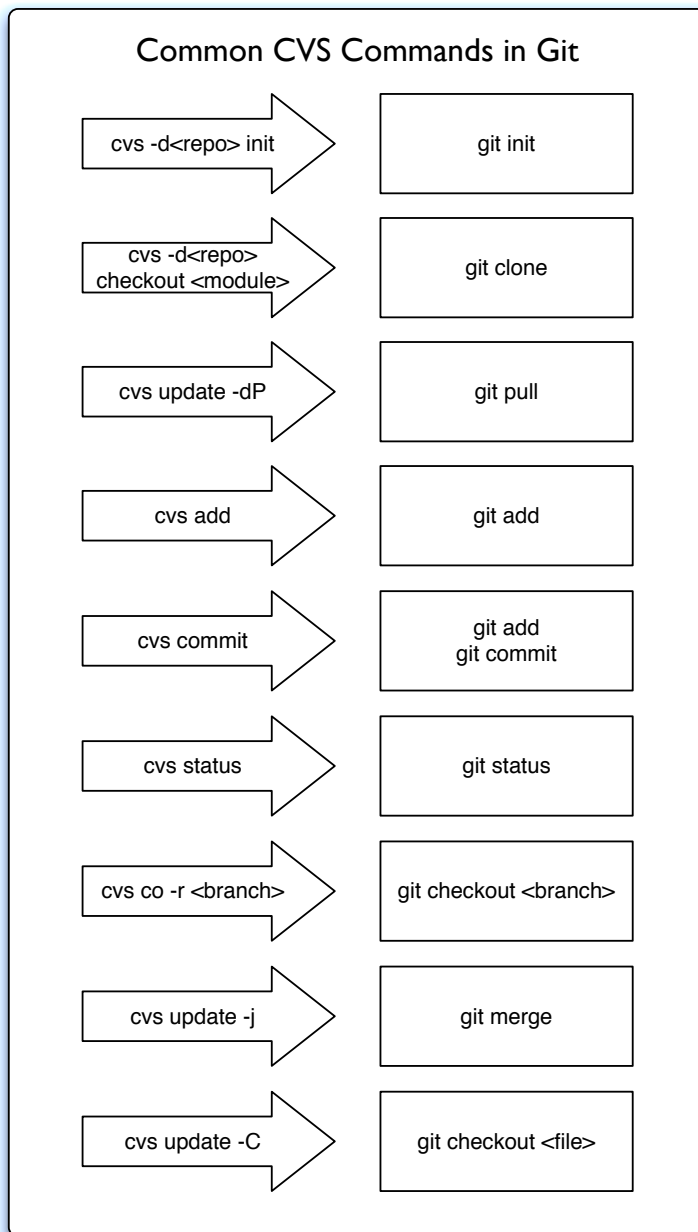 Common CVS Commands in Git
cvs -d<repo> init
git init
cvs -d<repo>
checkout <module>
git clone
cvs update -dP
git pull
cvs add
git add
cvs commit
git add
git commit
cvs status
git status
cvs co -r <branch>
git checkout <branch>
cvs update -j
git merge
cvs update -C
git checkout <file>